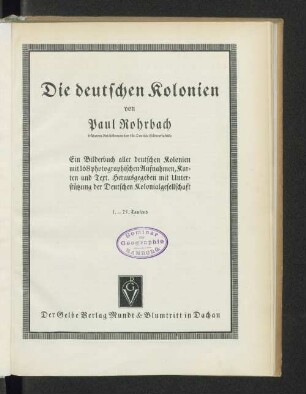 Die deutschen Kolonien
von
Paul Rohrbach
Ein Bilderbuch aller deutschen Kolonien
mit 168 photographischen Aufnahmen, Kar-
ten und Text. Herausgegeben mit Unter-
stützung der Deutschen Kolonialgesellschaft
Tausend
Seminar
Geographie
HAMBURG
G
V
Der Gelbe Verlag Mundt & Blumtritt in Dachau